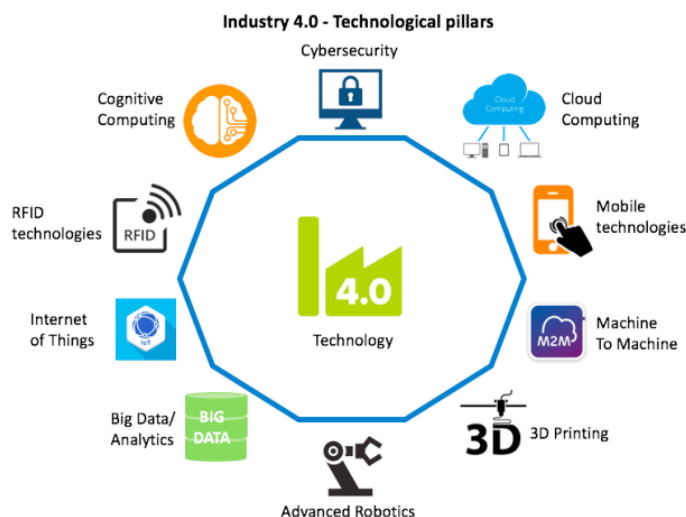 Industry 4.0 - Technological pillars
Cybersecurity
Cloud
Computing
Cloud
Computing
Mobile
technologies
M2M
Machine
To Machine
3D
3D Printing
Advanced Robotics
Big Data/
Analytics
BIG
DATA
Internet
of Things
IoT
RFID
technologies
RFID
Cognitive
Computing
4.0
Technology